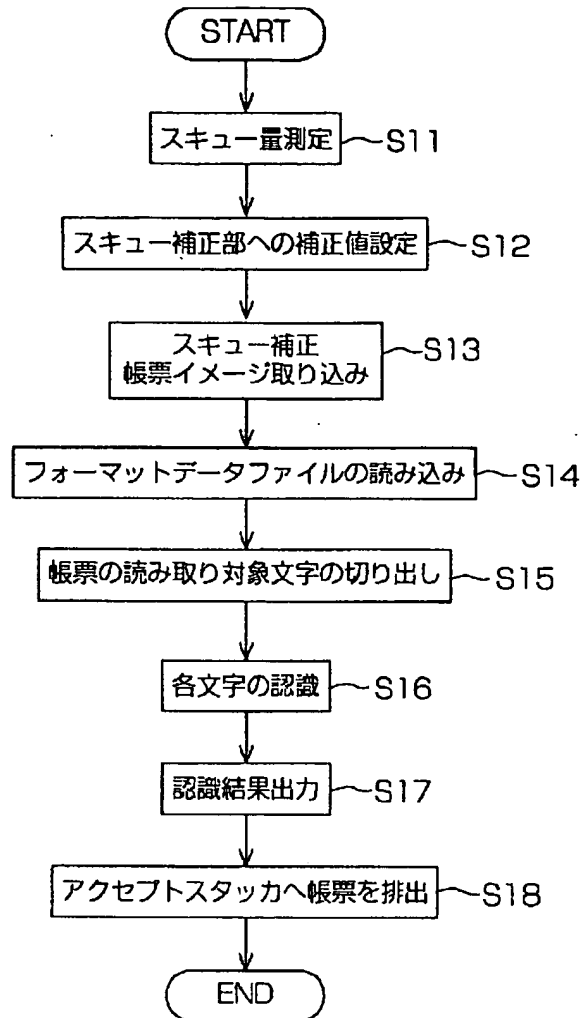 START
スキュー量測定
S11
スキュー補正部への補正値設定
S12
スキュー補正
帳票イメージ取り込み
S13
フォーマットデータファイルの読み込み
S14
帳票の読み取り対象文字の切り出し
S15
各文字の認識
S16
認識結果出力
S17
アクセプトスタッカへ帳票を排出
S18
END